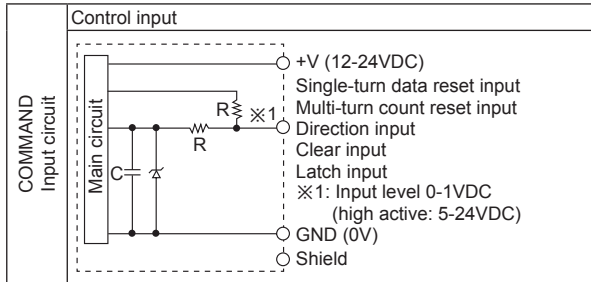 Control input
COMMAND
Input circuit
Main circuit
+V (12-24VDC)
Single-turn data reset input
Multi-turn count reset input
R
※1
Direction input
R
Clear input
Latch input
C
※1: Input level 0-1VDC
(high active: 5-24VDC)
GND (0V)
Shield